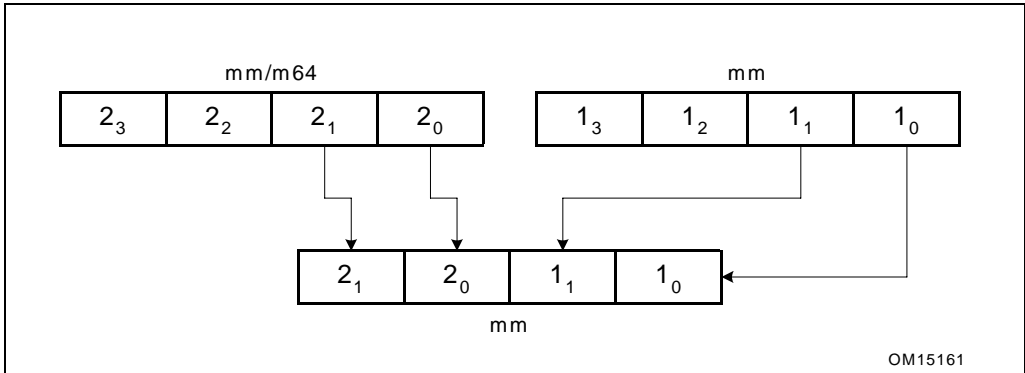 mm/m64 mm
2₃ 2₂ 2₁ 2₀ 1₃ 1₂ 1₁ 1₀
2₁ 2₀ 1₁ 1₀
mm
OM15161